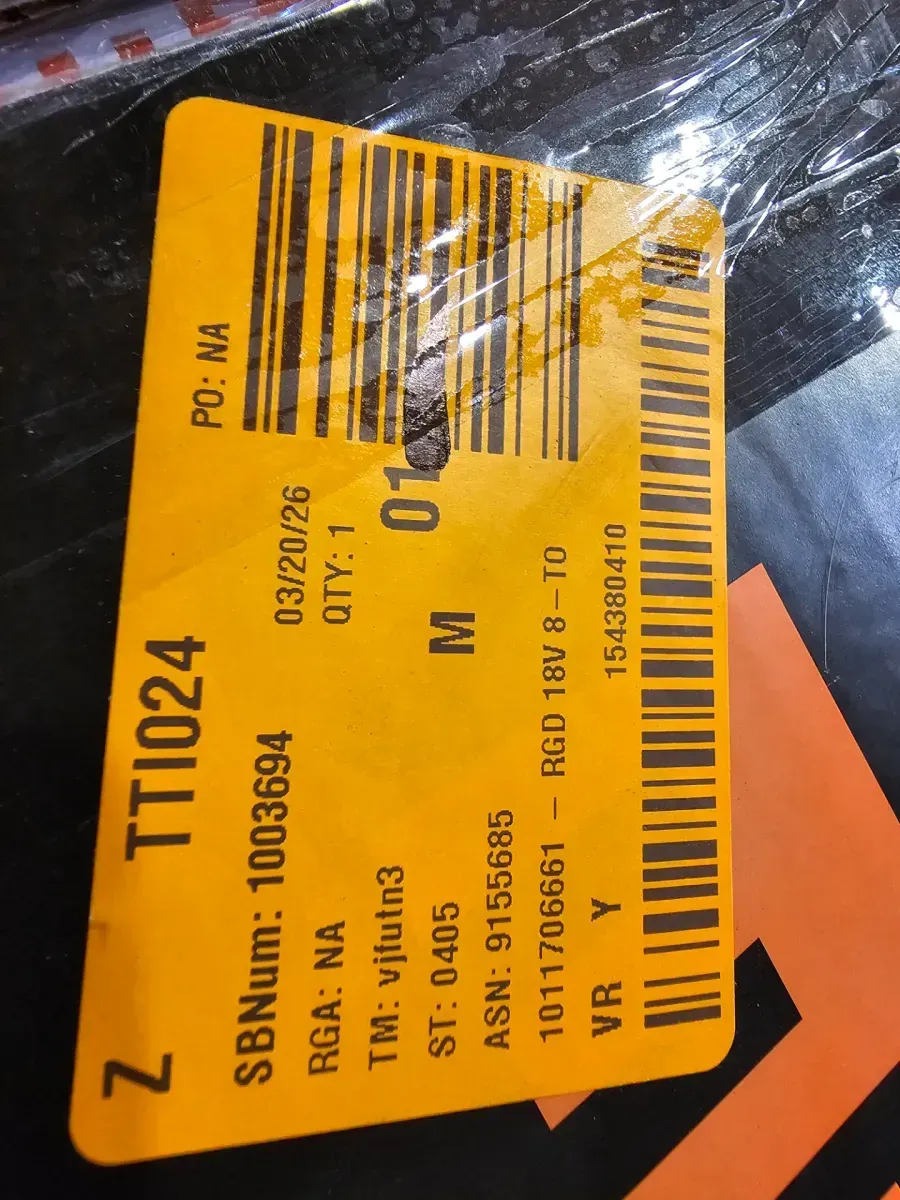 Z TTI024 PO: NA
SBNum: 1003694 03/20/26
RGA: NA QTY: 1
TM: vjfutn3
ST: 0405 M 01
ASN: 9155685
1011706661 – RGD 18V 8–TO
VR Y 154380410